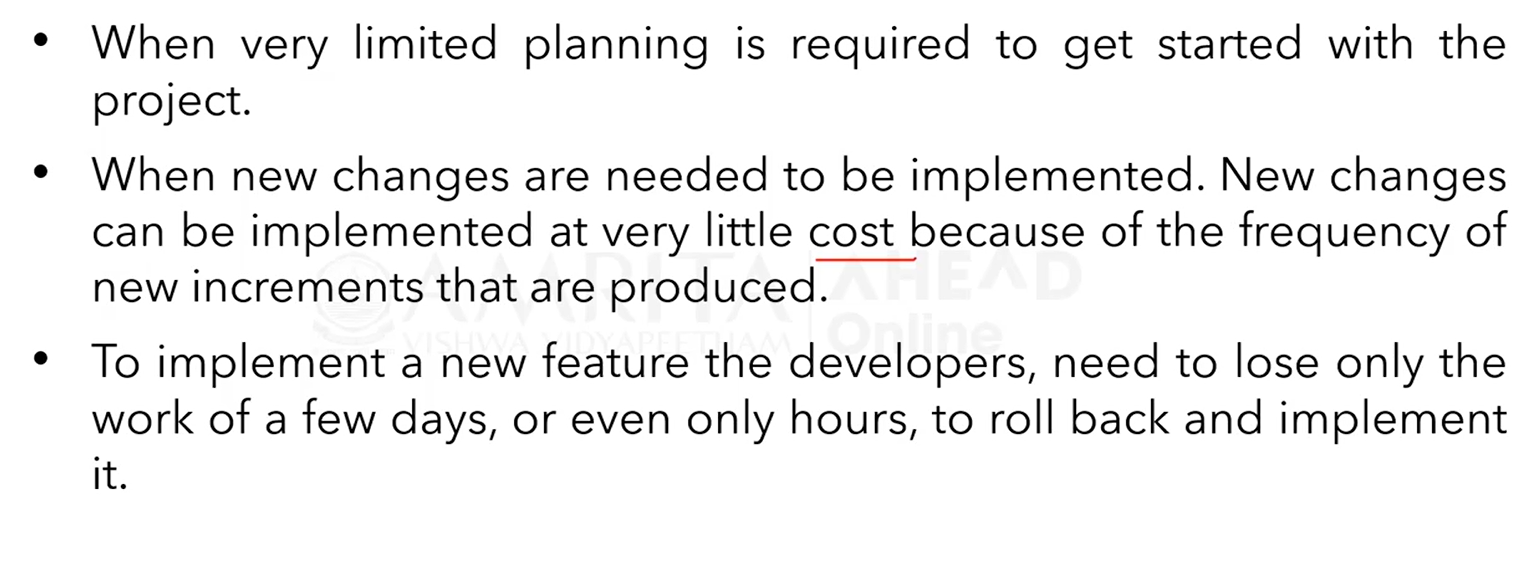 • When very limited planning is required to get started with the
project.
• When new changes are needed to be implemented. New changes
can be implemented at very little cost because of the frequency of
new increments that are produced.
AMRITA AHEAD
VISHWA VIDYAPEETHAM Online
• To implement a new feature the developers, need to lose only the
work of a few days, or even only hours, to roll back and implement
it.